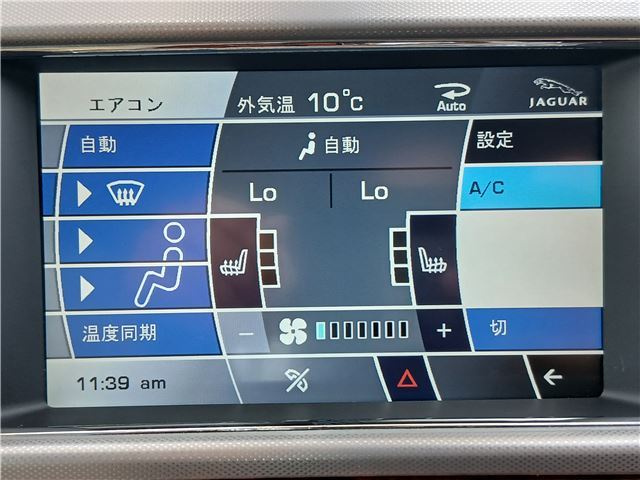 エアコン
外気温 10°C
Auto
JAGUAR
自動
自動
設定
Lo
Lo
A/C
温度同期
− +
切
11:39 am